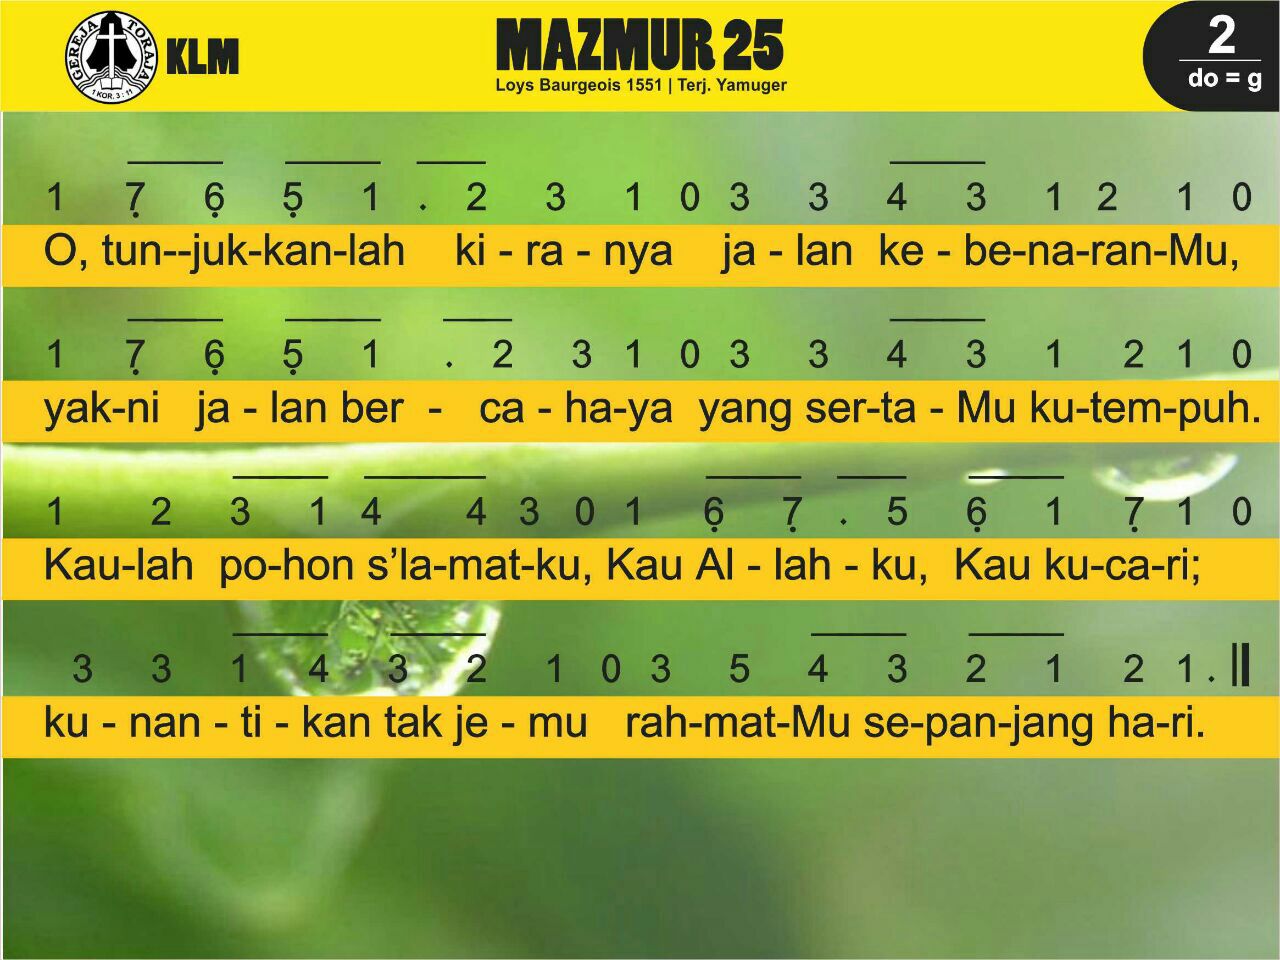 GEREJA TORAJA
1 KOR. 3 : 11
KLM
MAZMUR 25
Loys Baurgeois 1551 | Terj. Yamuger
2
do = g
1 7̣ 6̣ 5̣ 1 . 2 3 1 0 3 3 4 3 1 2 1 0
O, tun--juk-kan-lah ki - ra - nya ja - lan ke - be-na-ran-Mu,
1 7̣ 6̣ 5̣ 1 . 2 3 1 0 3 3 4 3 1 2 1 0
yak-ni ja - lan ber - ca - ha-ya yang ser-ta - Mu ku-tem-puh.
1 2 3 1 4 4 3 0 1 6̣ 7̣ . 5 6̣ 1 7̣ 1 0
Kau-lah po-hon s’la-mat-ku, Kau Al - lah - ku, Kau ku-ca-ri;
3 3 1 4 3 2 1 0 3 5 4 3 2 1 2 1 . ||
ku - nan - ti - kan tak je - mu rah-mat-Mu se-pan-jang ha-ri.